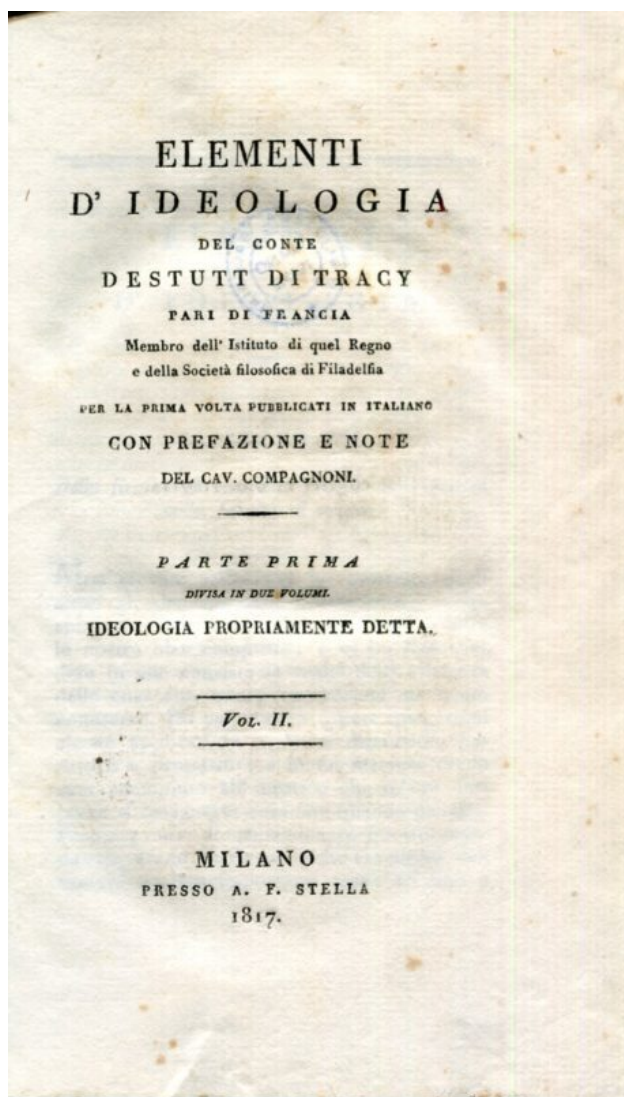 ELEMENTI
D' IDEOLOGIA
DEL CONTE
DESTUTT DI TRACY
PARI DI FRANCIA
Membro dell' Istituto di quel Regno
e della Società filosofica di Filadelfia
PER LA PRIMA VOLTA PUBBLICATI IN ITALIANO
CON PREFAZIONE E NOTE
DEL CAV. COMPAGNONI.
PARTE PRIMA
DIVISA IN DUE VOLUMI.
IDEOLOGIA PROPRIAMENTE DETTA.
VOL. II.
MILANO
PRESSO A. F. STELLA
1817.